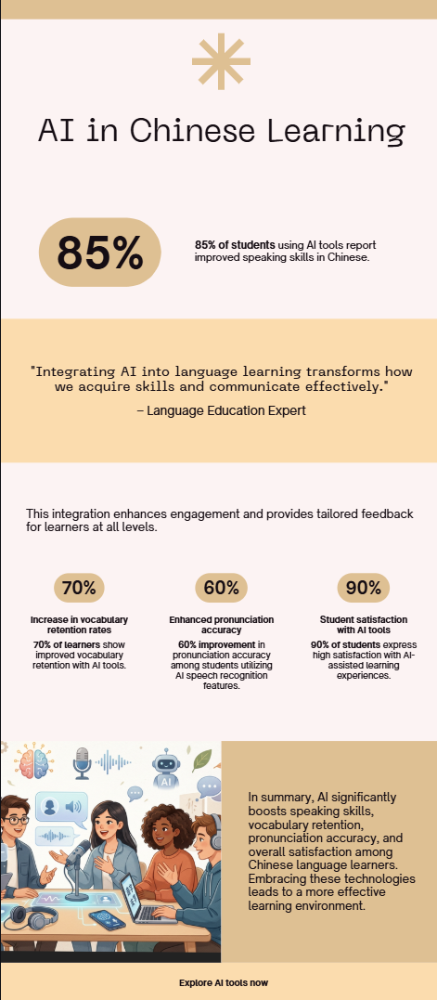 AI in Chinese Learning
85%
85% of students using AI tools report
improved speaking skills in Chinese.
"Integrating AI into language learning transforms how
we acquire skills and communicate effectively."
– Language Education Expert
This integration enhances engagement and provides tailored feedback
for learners at all levels.
70%
Increase in vocabulary
retention rates
70% of learners show
improved vocabulary
retention with AI tools.
60%
Enhanced pronunciation
accuracy
60% improvement in
pronunciation accuracy
among students utilizing
AI speech recognition
features.
90%
Student satisfaction
with AI tools
90% of students express
high satisfaction with AI-
assisted learning
experiences.
AI
In summary, AI significantly
boosts speaking skills,
vocabulary retention,
pronunciation accuracy, and
overall satisfaction among
Chinese language learners.
Embracing these technologies
leads to a more effective
learning environment.
Explore AI tools now